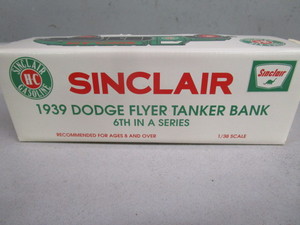 SINCLAIR
H-C
GASOLINE
SINCLAIR
Sinclair
1939 DODGE FLYER TANKER BANK
6TH IN A SERIES
RECOMMENDED FOR AGES 8 AND OVER
1/38 SCALE